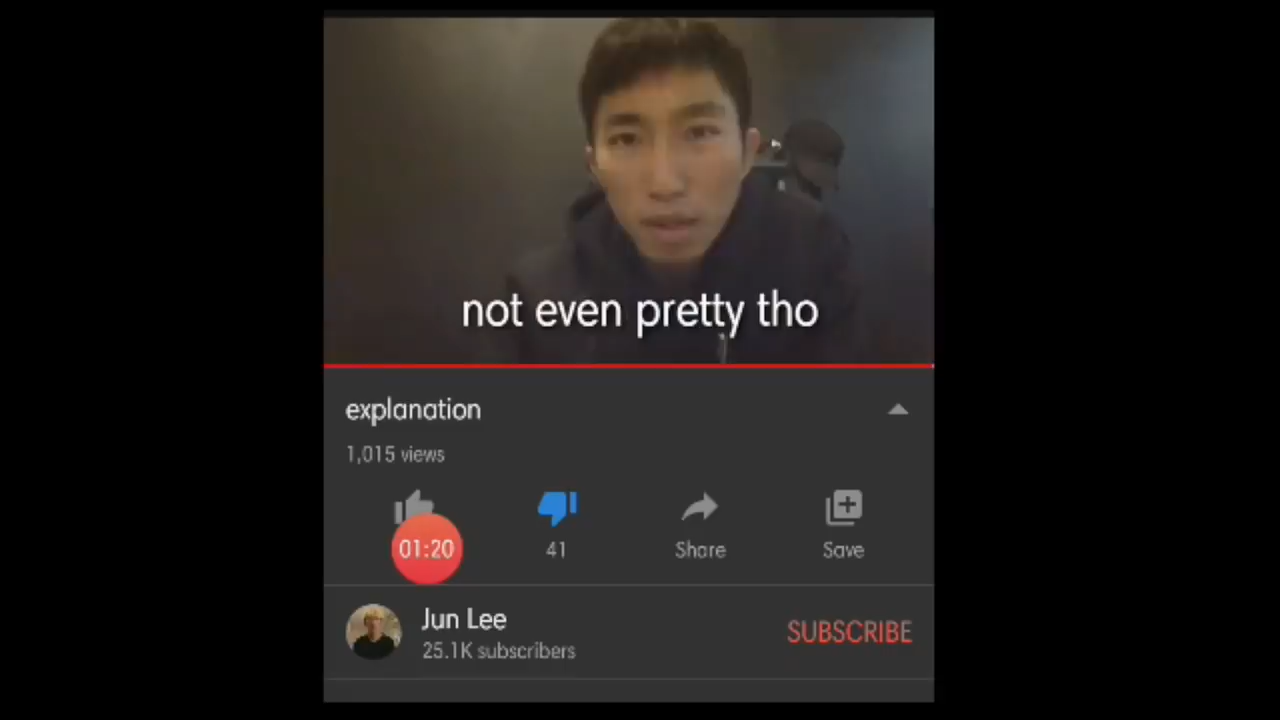 not even pretty tho
explanation
1,015 views
01:20
41
Share
Save
Jun Lee
25.1K subscribers
SUBSCRIBE